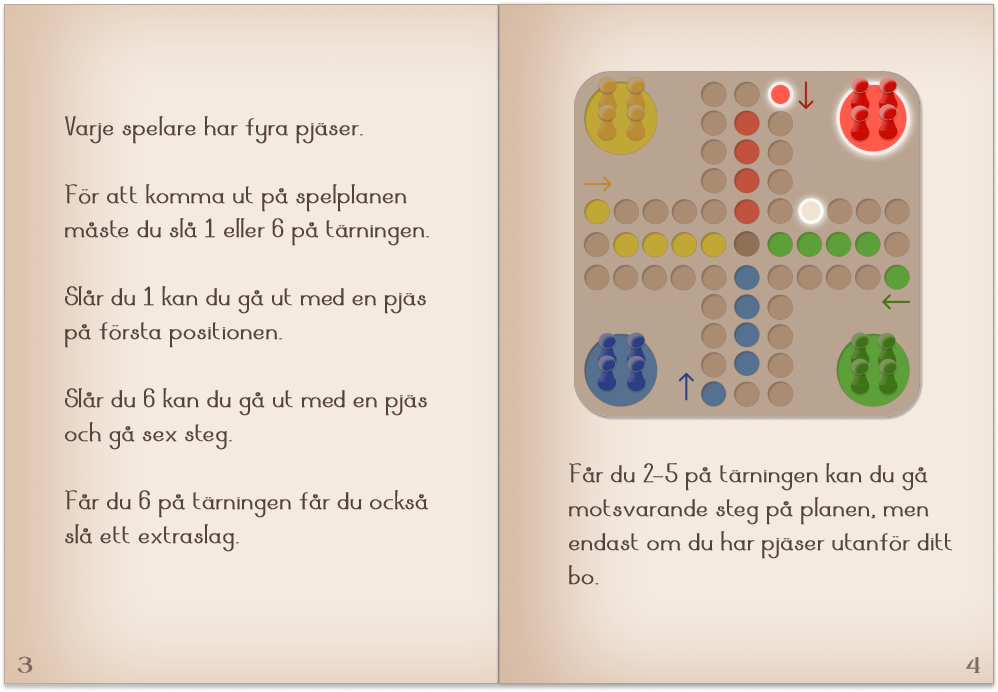 Varje spelare har fyra pjäser.
För att komma ut på spelplanen
måste du slå 1 eller 6 på tärningen.
Slår du 1 kan du gå ut med en pjäs
på första positionen.
Slår du 6 kan du gå ut med en pjäs
och gå sex steg.
Får du 6 på tärningen får du också
slå ett extraslag.
3
Får du 2-5 på tärningen kan du gå
motsvarande steg på planen, men
endast om du har pjäser utanför ditt
bo.
4